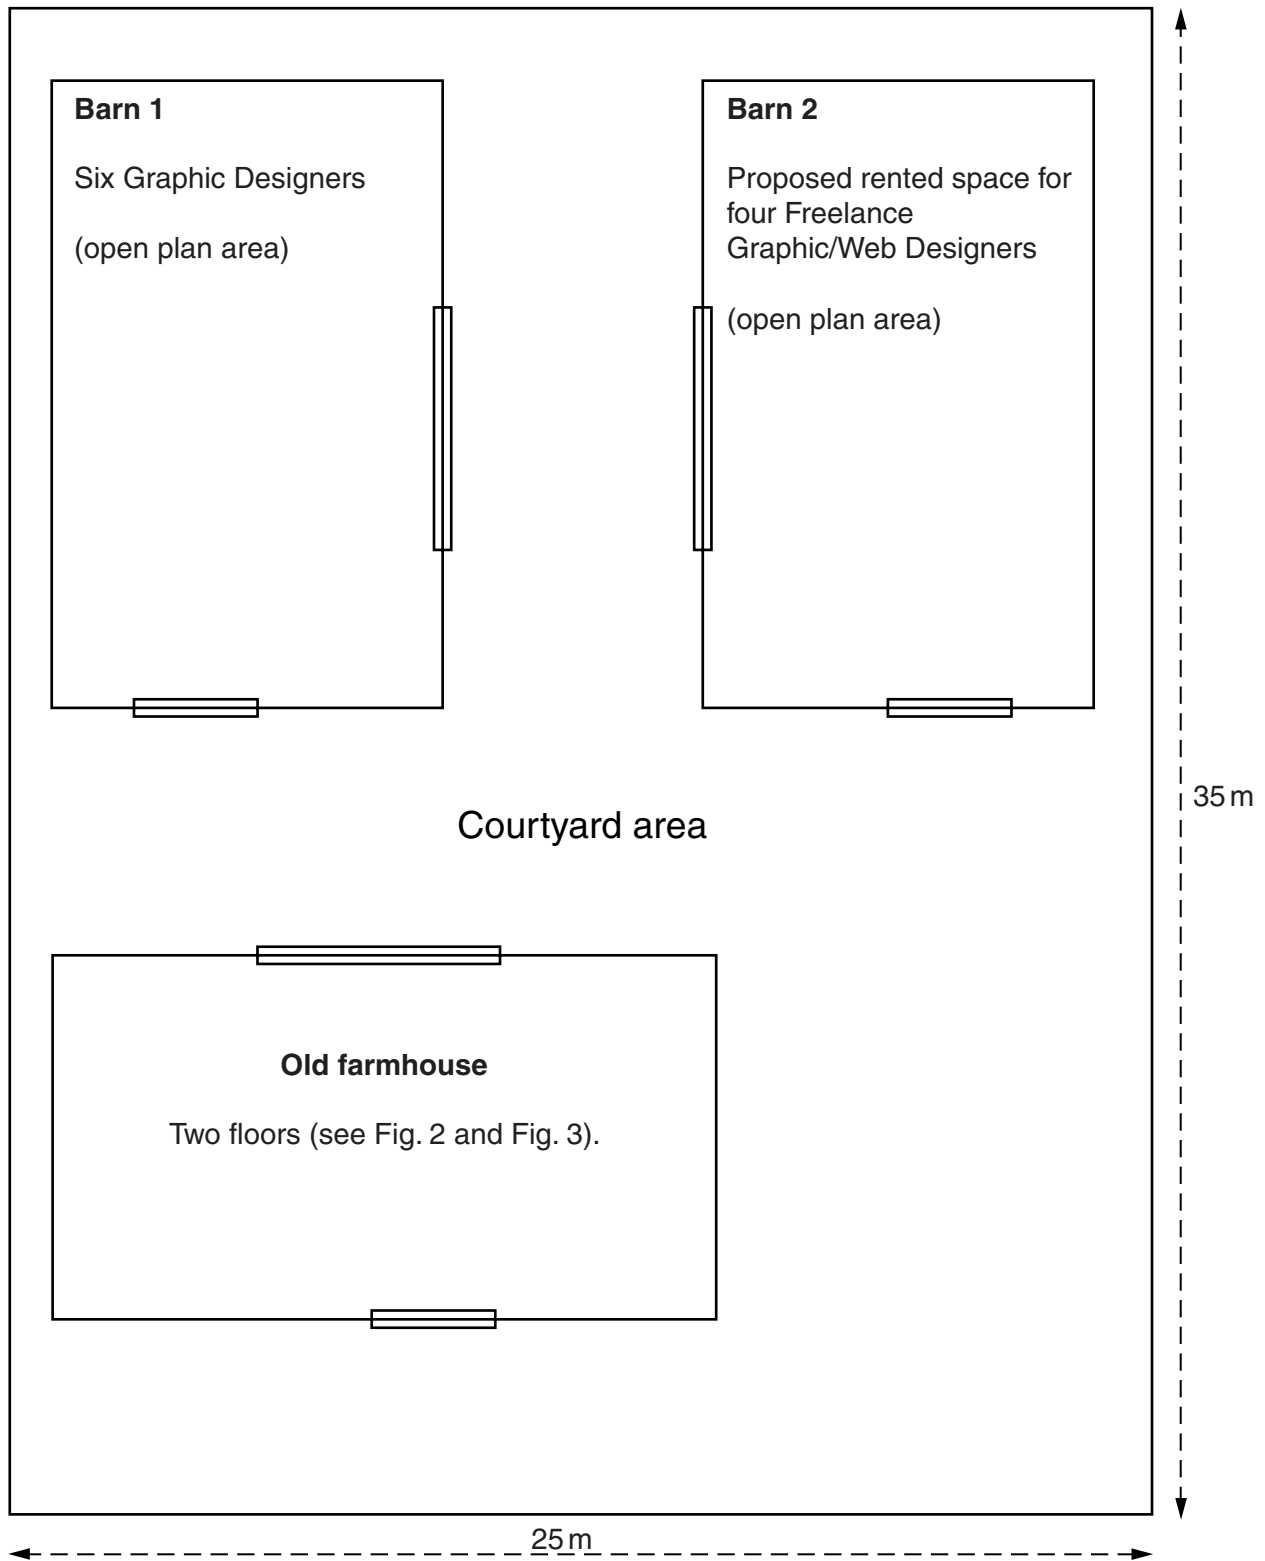 Barn 1
Six Graphic Designers
(open plan area)
Barn 2
Proposed rented space for
four Freelance
Graphic/Web Designers
(open plan area)
35 m
Courtyard area
Old farmhouse
Two floors (see Fig. 2 and Fig. 3).
25 m